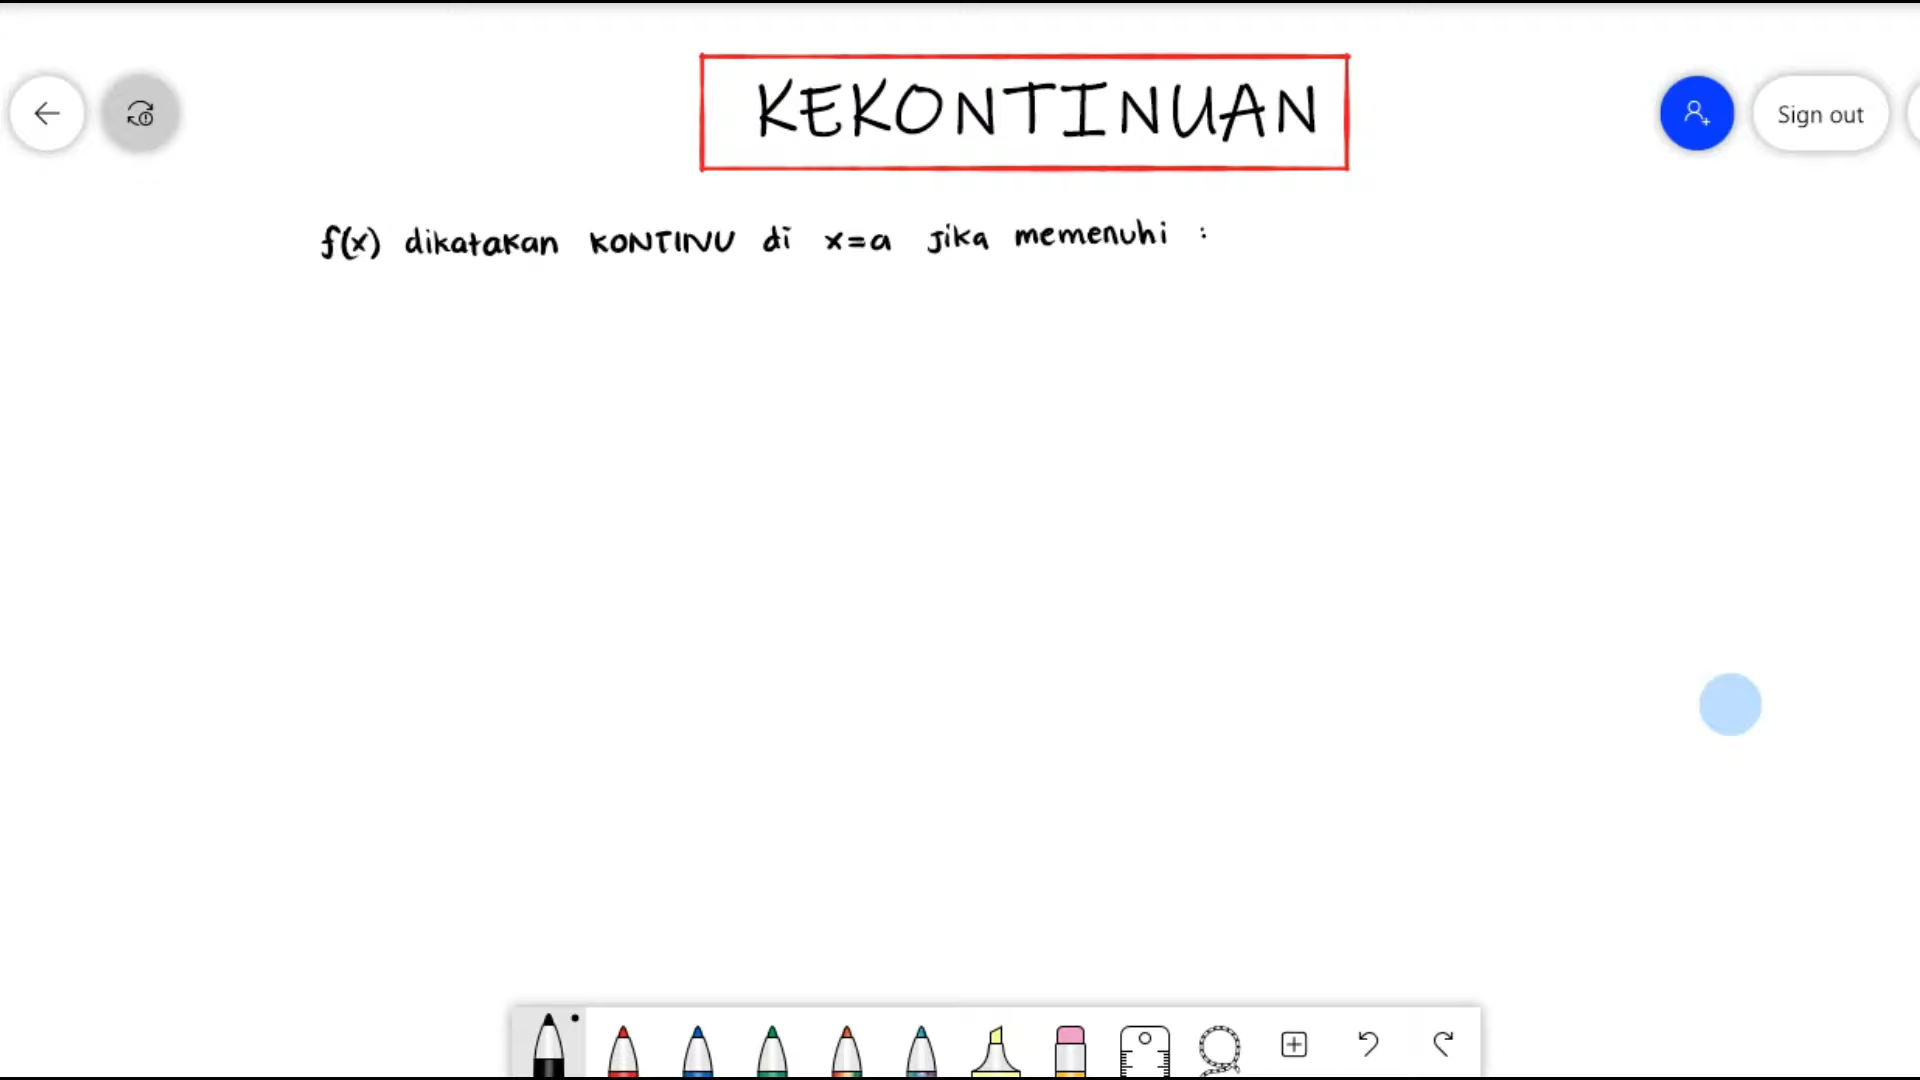 KEKONTINUAN
Sign out
f(x) dikatakan KONTINU di x=a jika memenuhi :